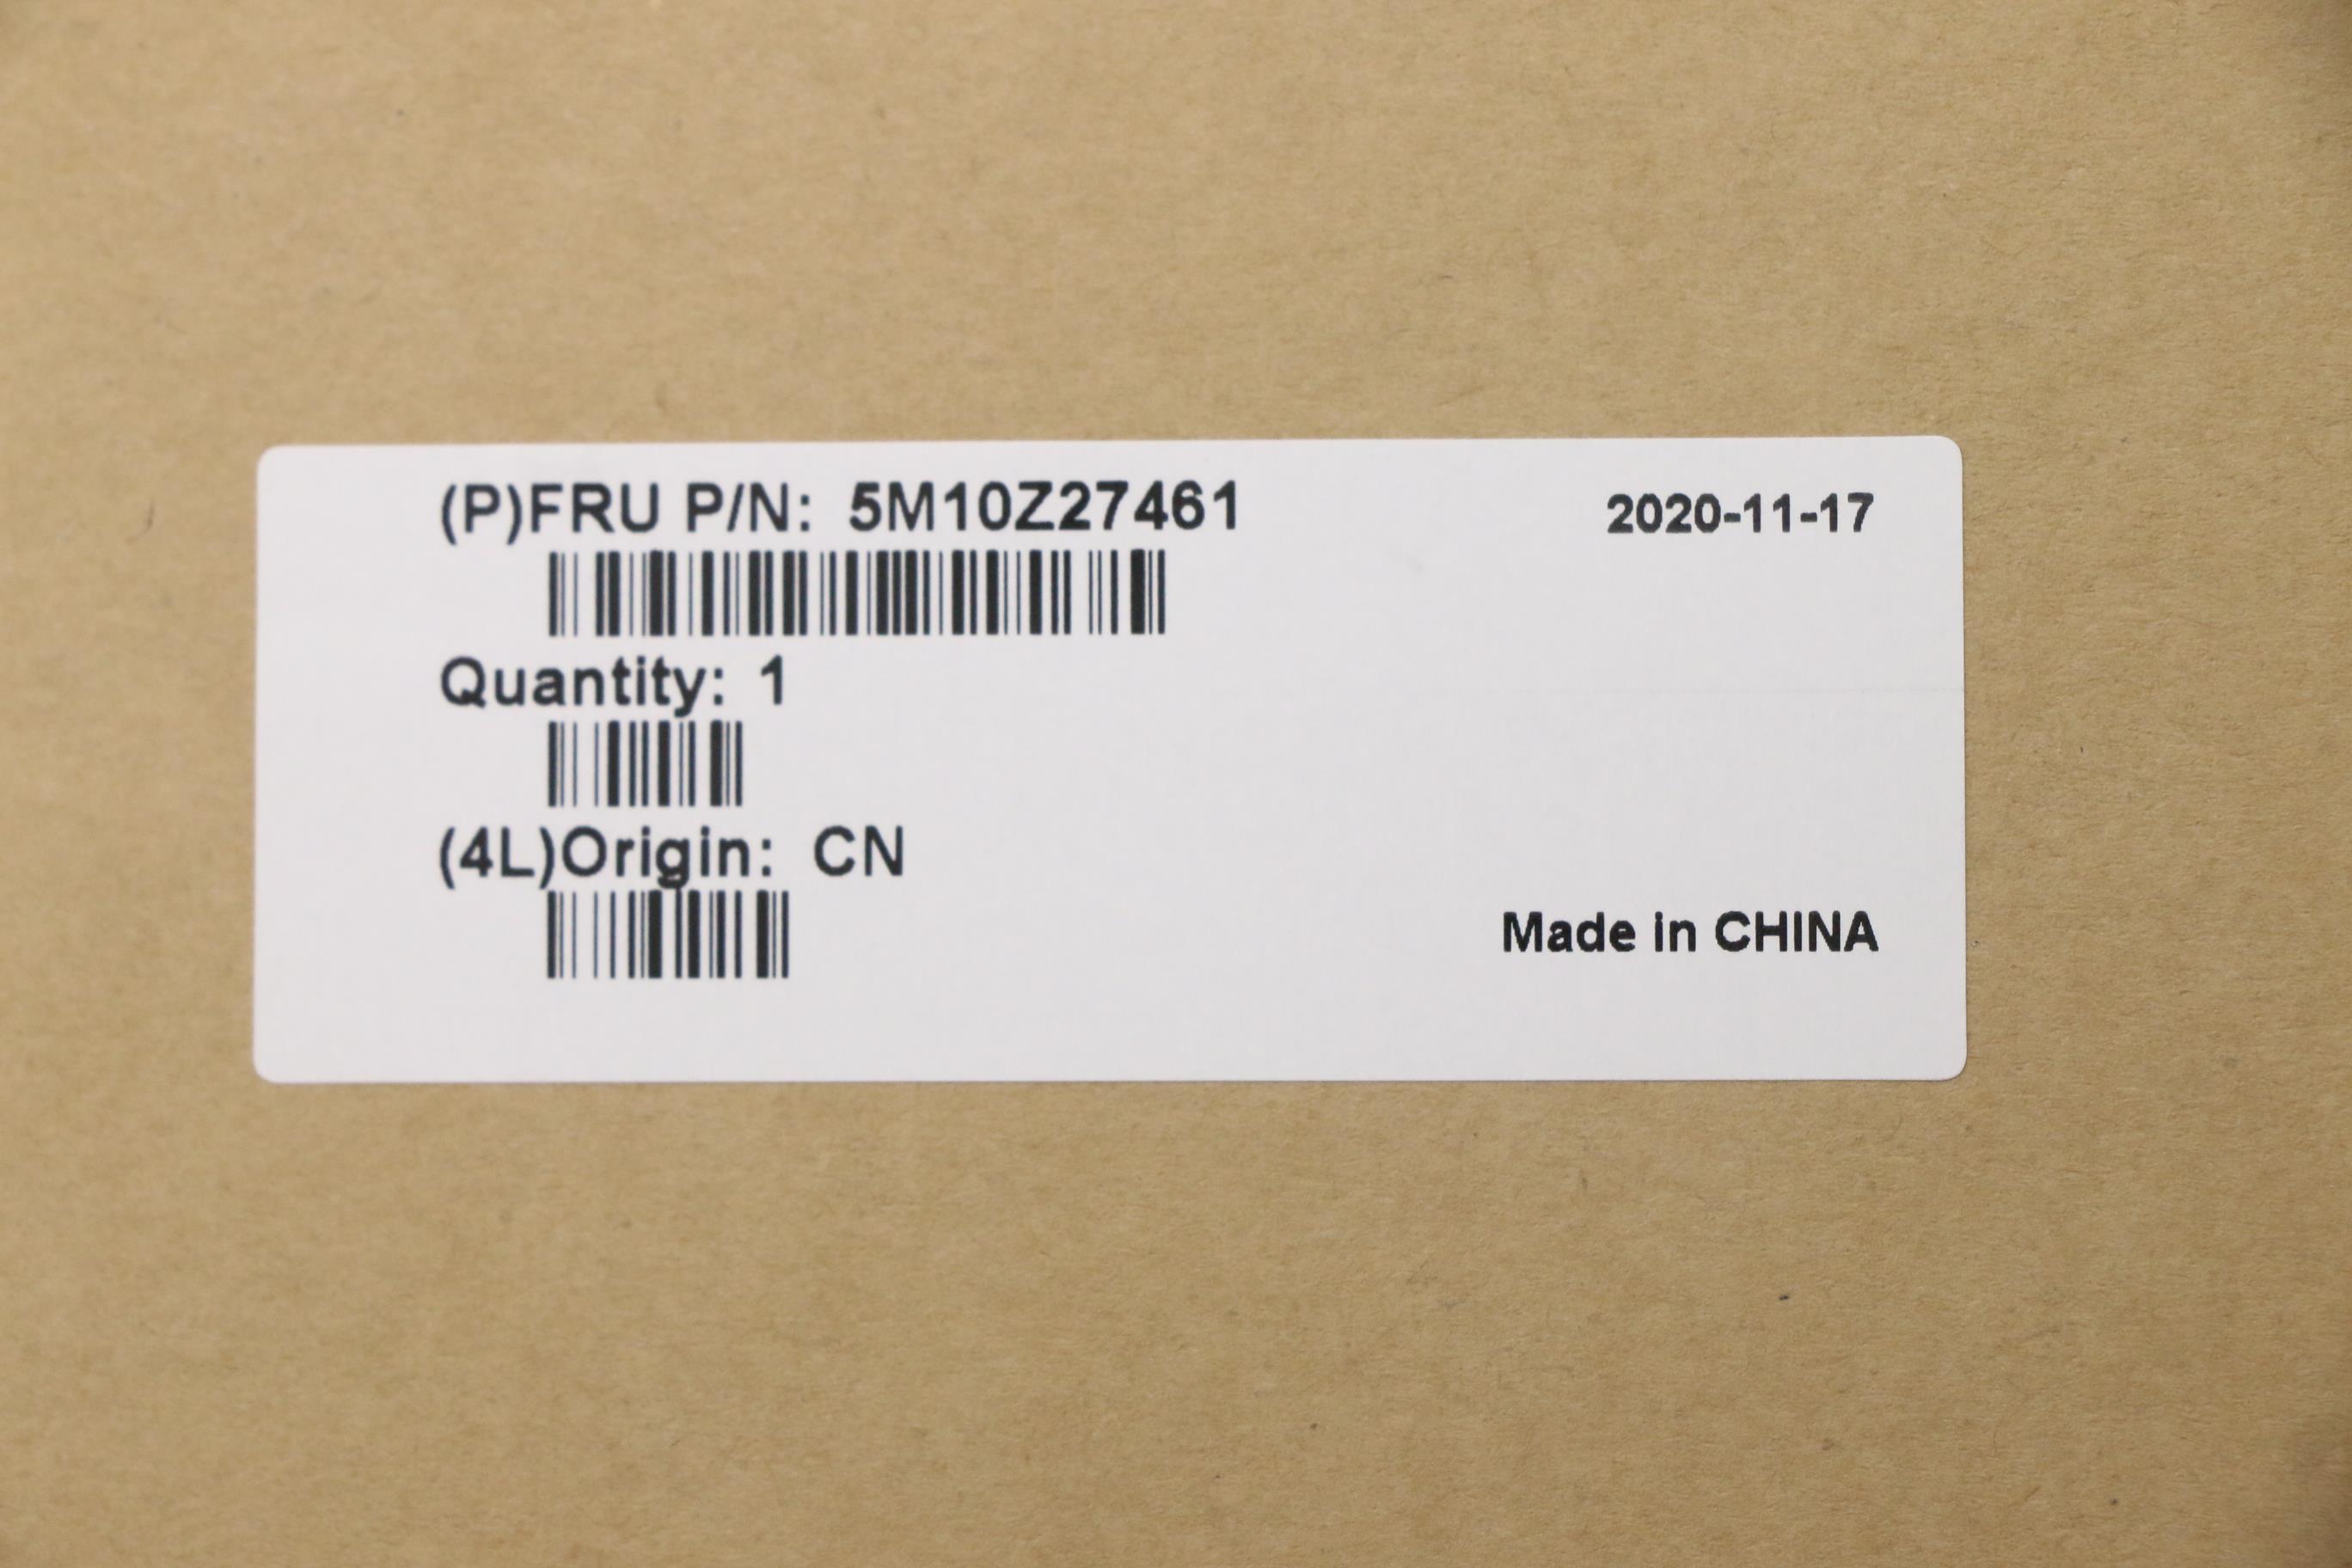 (P)FRU P/N: 5M10Z27461
2020-11-17
Quantity: 1
(4L)Origin: CN
Made in CHINA